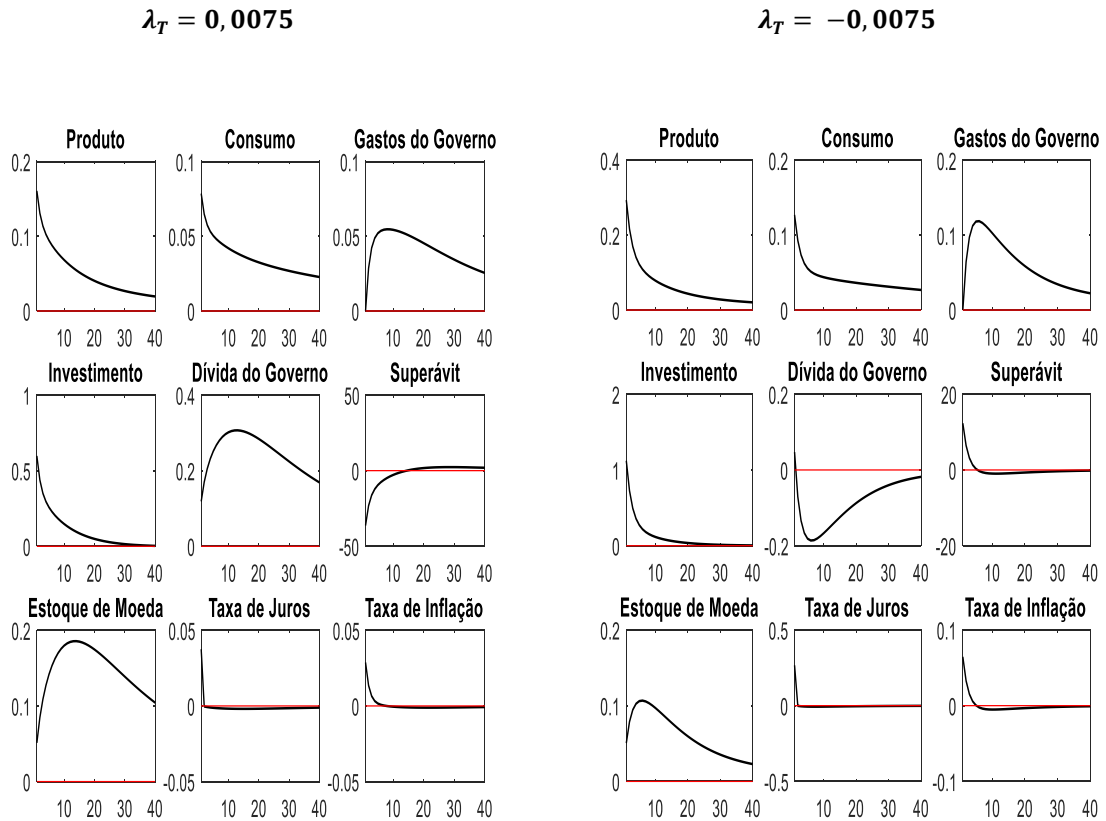 λ_T = 0,0075
λ_T = −0,0075
Produto
Consumo
Gastos do Governo
0.2
0.1
0
10 20 30 40
0.1
0.05
0
10 20 30 40
0.1
0.05
0
10 20 30 40
Investimento
Dívida do Governo
Superávit
1
0.5
0
10 20 30 40
0.4
0.2
0
10 20 30 40
50
0
-50
10 20 30 40
Estoque de Moeda
Taxa de Juros
Taxa de Inflação
0.2
0.1
0
10 20 30 40
0.05
0
-0.05
10 20 30 40
0.05
0
-0.05
10 20 30 40
Produto
Consumo
Gastos do Governo
0.4
0.2
0
10 20 30 40
0.2
0.1
0
10 20 30 40
0.2
0.1
0
10 20 30 40
Investimento
Dívida do Governo
Superávit
2
1
0
10 20 30 40
0.2
0
-0.2
10 20 30 40
20
0
-20
10 20 30 40
Estoque de Moeda
Taxa de Juros
Taxa de Inflação
0.2
0.1
0
10 20 30 40
0.5
0
-0.5
10 20 30 40
0.1
0
-0.1
10 20 30 40